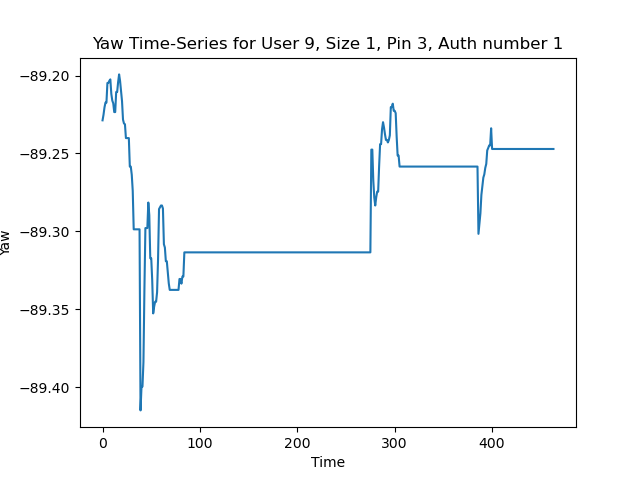 Yaw Time-Series for User 9, Size 1, Pin 3, Auth number 1
−89.20
−89.25
−89.30
−89.35
−89.40
Yaw
0 100 200 300 400
Time